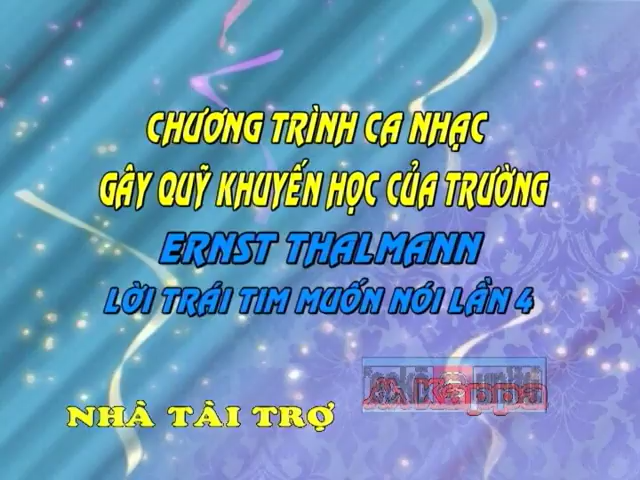 CHƯƠNG TRÌNH CA NHẠC
GÂY QUỸ KHUYẾN HỌC CỦA TRƯỜNG
ERNST THALMANN
LỜI TRÁI TIM MUỐN NÓI LẦN 4
NHÀ TÀI TRỢ